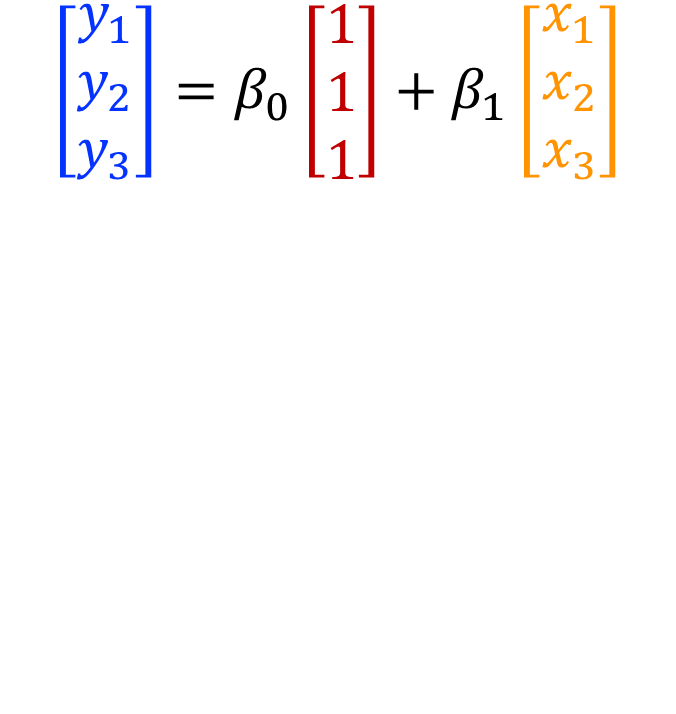 [y₁ y₂ y₃] = β₀ [1 1 1] + β₁ [x₁ x₂ x₃]